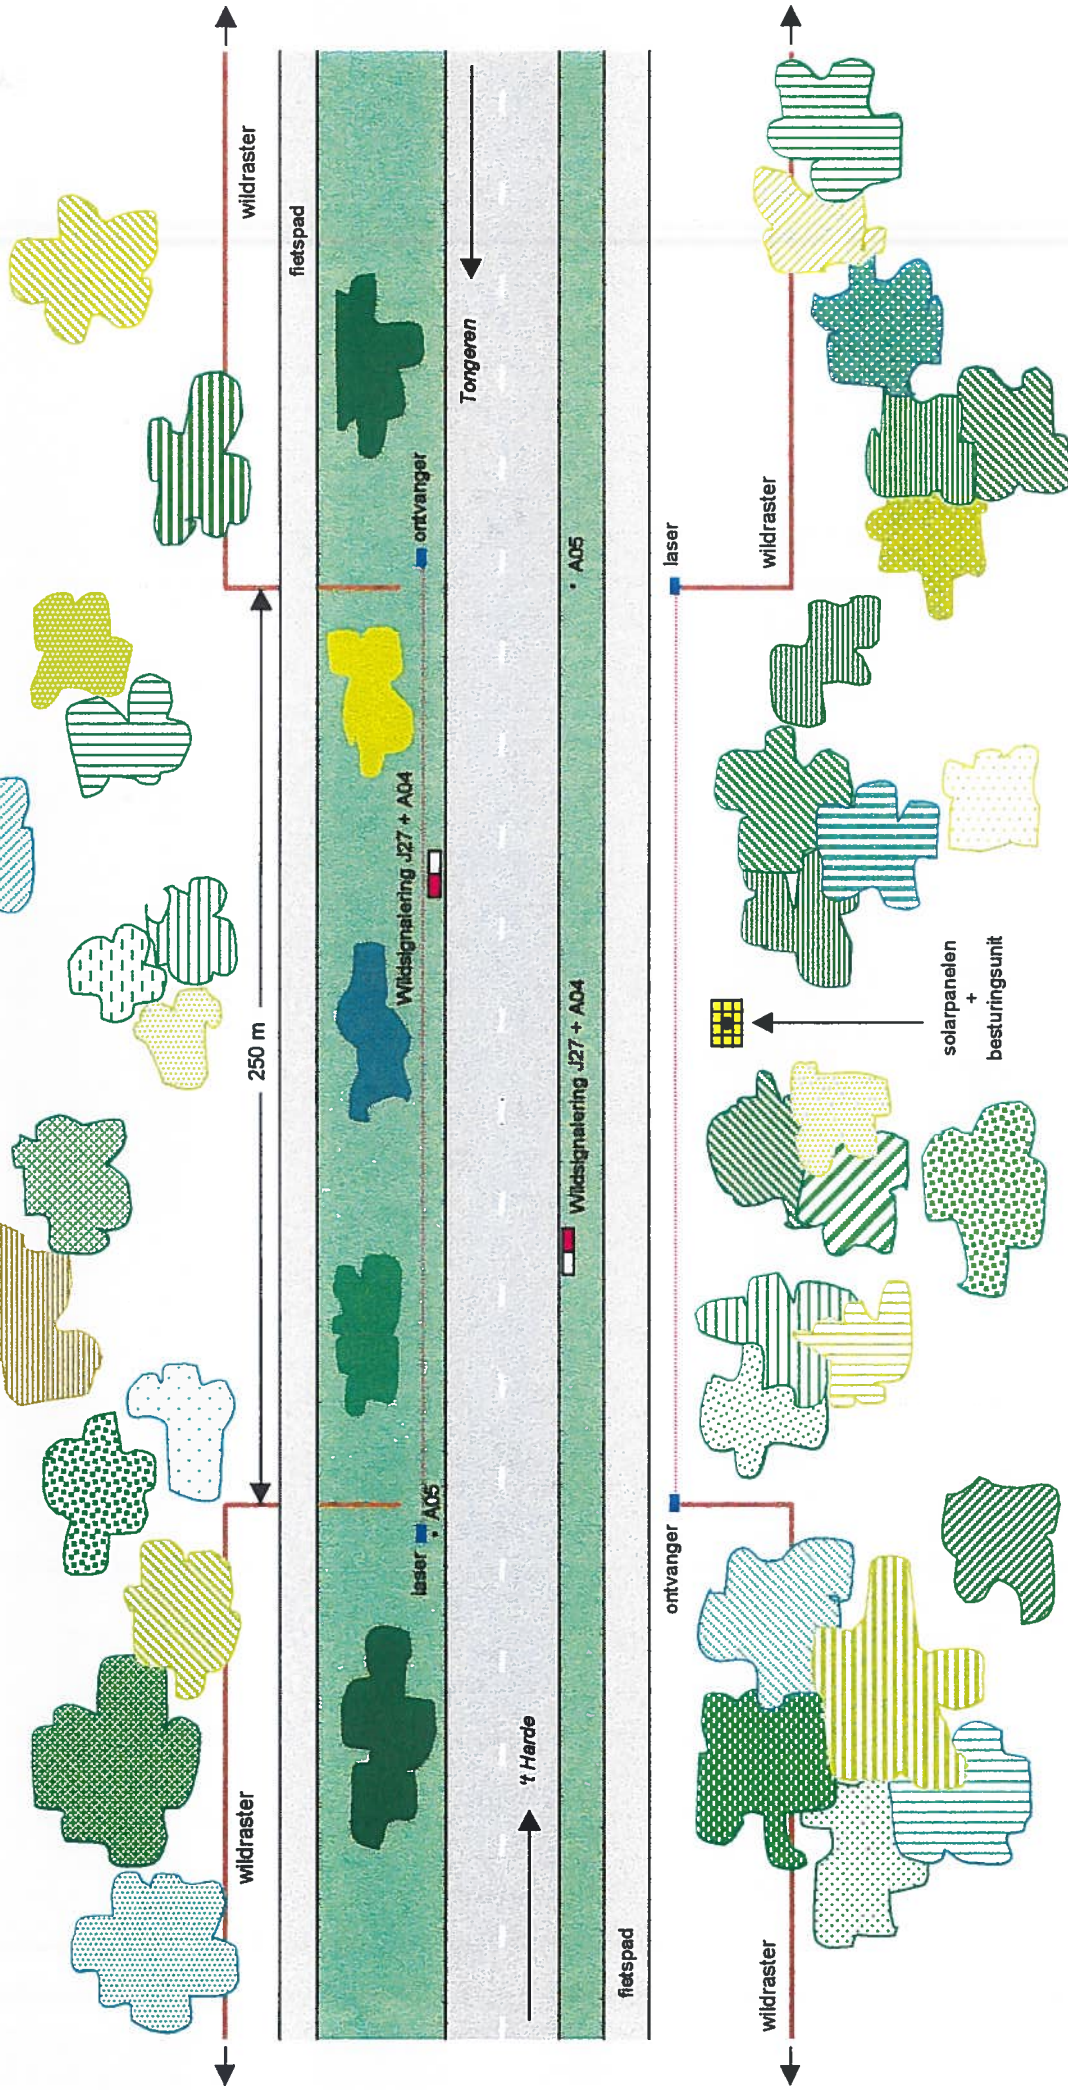 wildraster
wildraster
fietspad
Tongeren
ontvanger
laser
A05
wildraster
Wildsignalering J27 + A04
250 m
Wildsignalering J27 + A04
solarpanelen
+
besturingsunit
laser
A05
ontvanger
't Harde
wildraster
fietspad